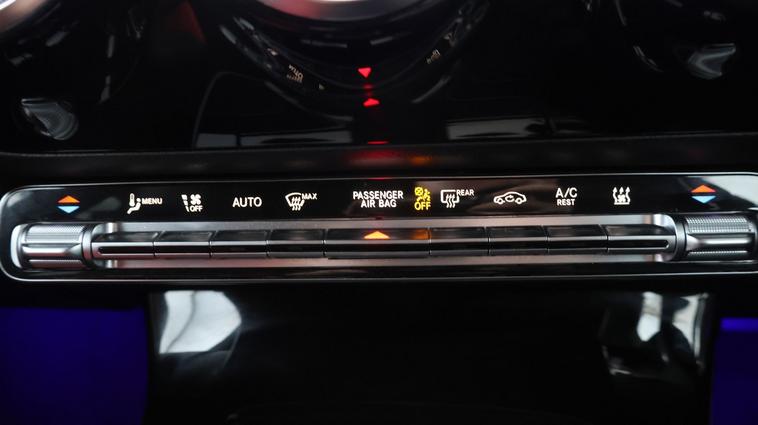 MENU
OFF
AUTO
MAX
PASSENGER
AIR BAG
OFF
REAR
A/C
REST